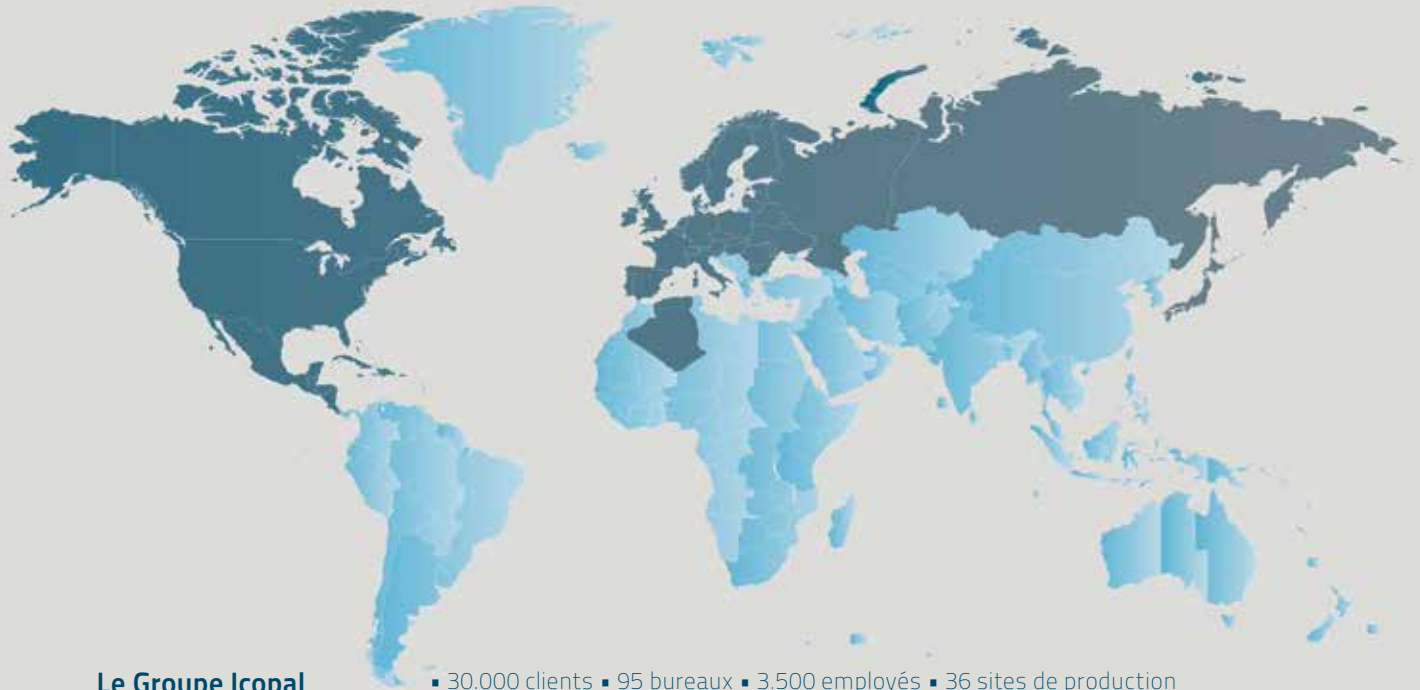 Le Groupe Icopal ▪ 30.000 clients ▪ 95 bureaux ▪ 3.500 employés ▪ 36 sites de production